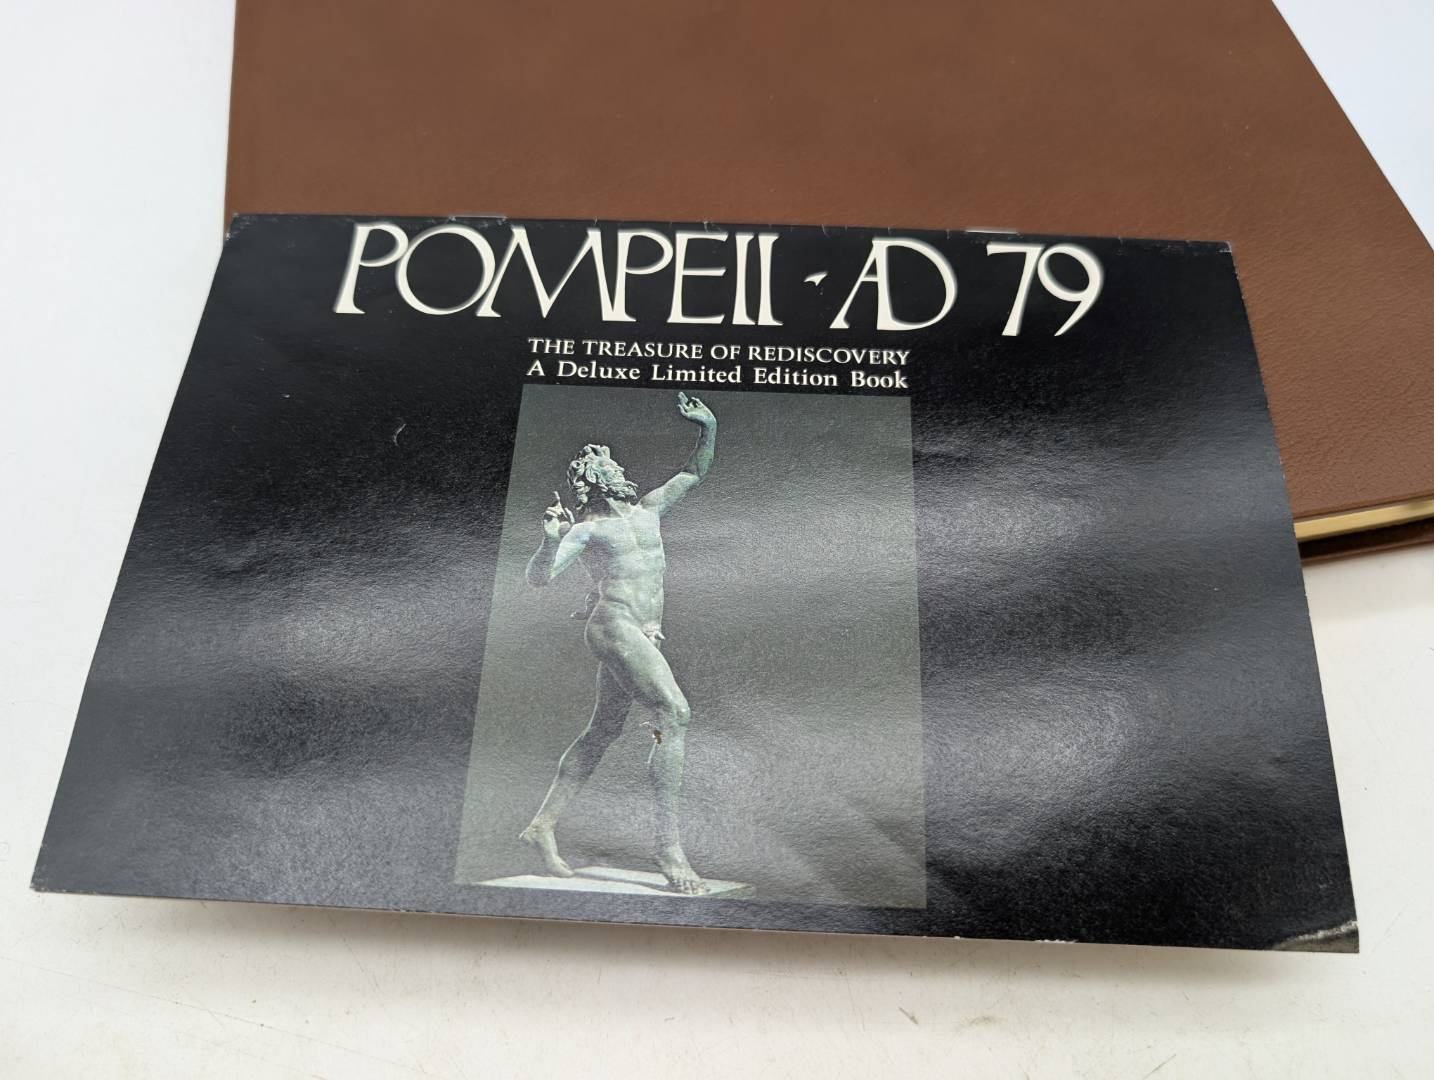 POMPEII · AD 79
THE TREASURE OF REDISCOVERY
A Deluxe Limited Edition Book